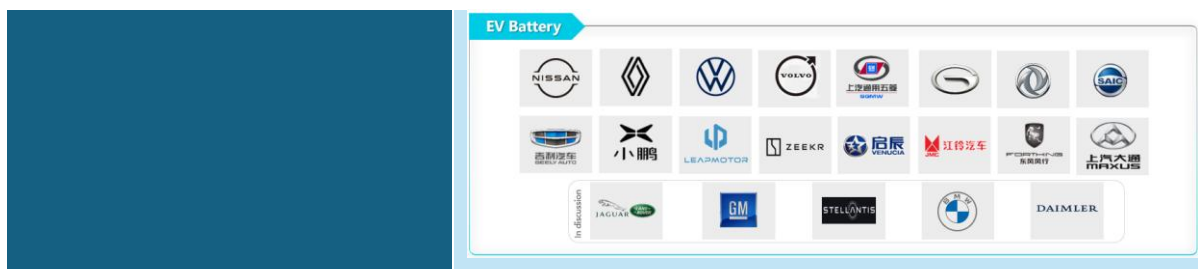 EV Battery
NISSAN
VOLVO
上汽通用五菱
SGMW
SAIC
吉利汽车
GEELY AUTO
小鹏
LEAPMOTOR
ZEEKR
启辰
VENUCIA
JMC
江铃汽车
FORTHING
东风风行
上汽大通
MAXUS
In discussion
JAGUAR
LAND-
ROVER
GM
STELLANTIS
BMW
DAIMLER